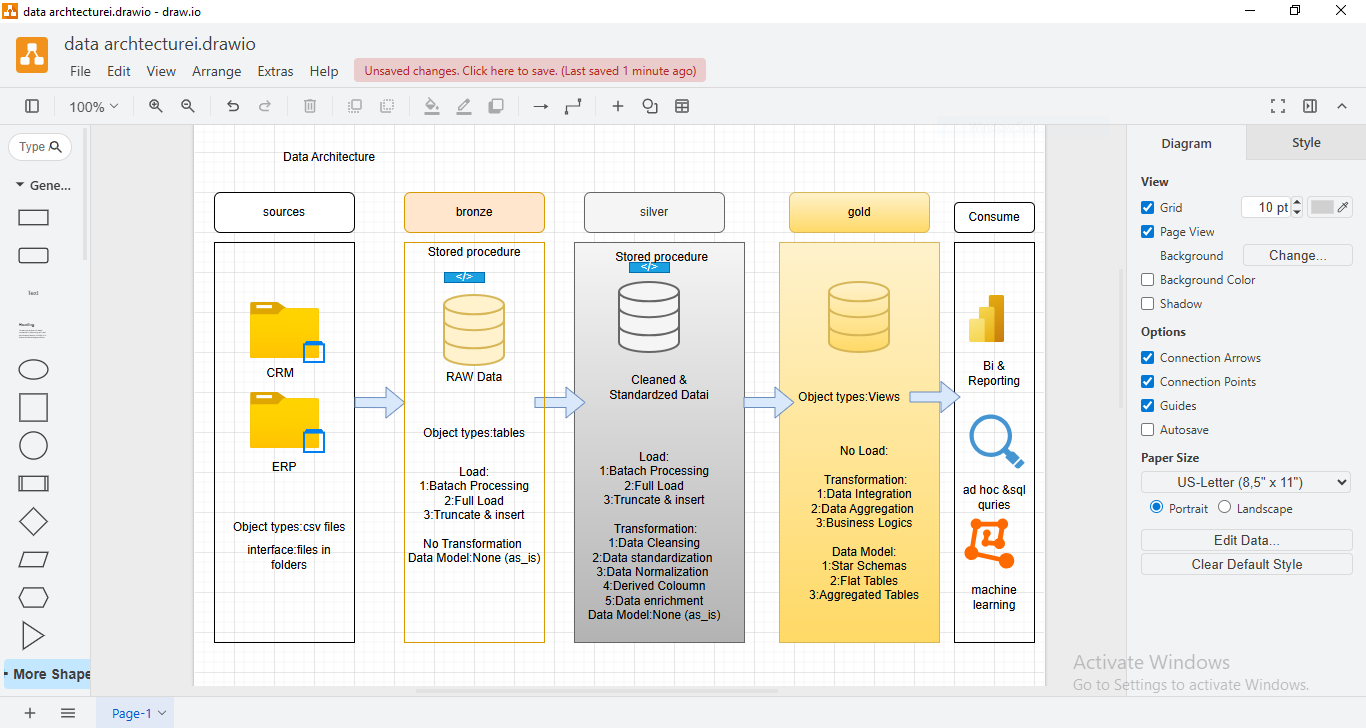 data archtecturei.drawio - draw.io
data archtecturei.drawio
File Edit View Arrange Extras Help Unsaved changes. Click here to save. (Last saved 1 minute ago)
100%
Type
Gene...
Text
Heading
More Shape
Data Architecture
sources
bronze
silver
gold
Consume
CRM
ERP
Object types:csv files
interface:files in
folders
Stored procedure
</>
RAW Data
Object types:tables
Load:
1:Batach Processing
2:Full Load
3:Truncate & insert
No Transformation
Data Model:None (as_is)
Stored procedure
</>
Cleaned &
Standardzed Datai
Load:
1:Batach Processing
2:Full Load
3:Truncate & insert
Transformation:
1:Data Cleansing
2:Data standardization
3:Data Normalization
4:Derived Coloumn
5:Data enrichment
Data Model:None (as_is)
Object types:Views
No Load:
Transformation:
1:Data Integration
2:Data Aggregation
3:Business Logics
Data Model:
1:Star Schemas
2:Flat Tables
3:Aggregated Tables
Bi &
Reporting
ad hoc &sql
quries
machine
learning
Diagram Style
View
Grid 10 pt
Page View
Background Change...
Background Color
Shadow
Options
Connection Arrows
Connection Points
Guides
Autosave
Paper Size
US-Letter (8,5" x 11")
Portrait Landscape
Edit Data...
Clear Default Style
Activate Windows
Go to Settings to activate Windows.
Page-1